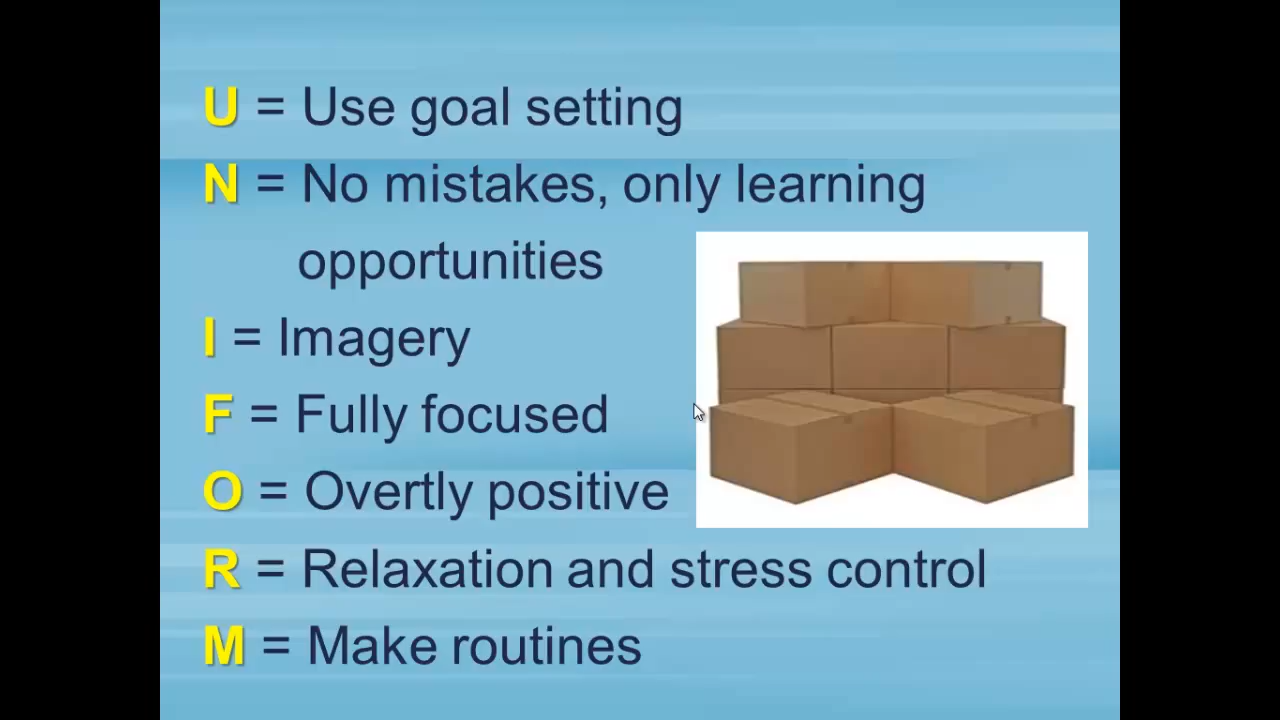 U = Use goal setting
N = No mistakes, only learning
opportunities
I = Imagery
F = Fully focused
O = Overtly positive
R = Relaxation and stress control
M = Make routines